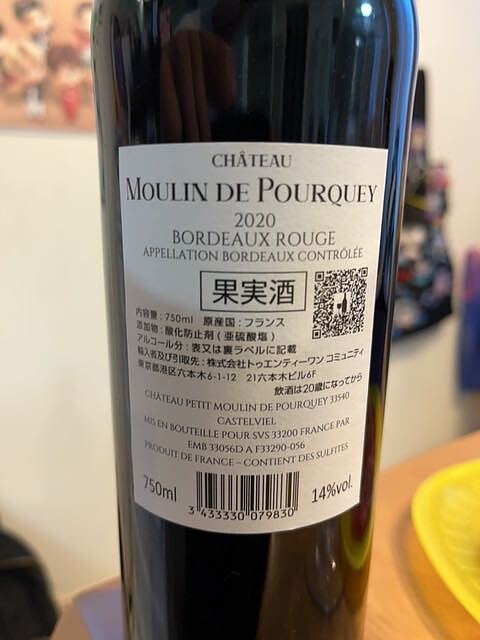 CHÂTEAU
MOULIN DE POURQUEY
2020
BORDEAUX ROUGE
APPELLATION BORDEAUX CONTRÔLÉE
果実酒
内容量：750ml 原産国：フランス
添加物：酸化防止剤（亜硫酸塩）
アルコール分：表又は裏ラベルに記載
輸入者及び引取先：株式会社トゥエンティーワン コミュニティ
東京都港区六本木6-1-12 21六本木ビル6F
飲酒は20歳になってから
CHÂTEAU PETIT MOULIN DE POURQUEY 33540
CASTELVIEL
MIS EN BOUTEILLE POUR SVS 33200 FRANCE PAR
EMB 33056D A F33290-056
PRODUIT DE FRANCE – CONTIENT DES SULFITES
750ml
14%vol.
3 433330 079830